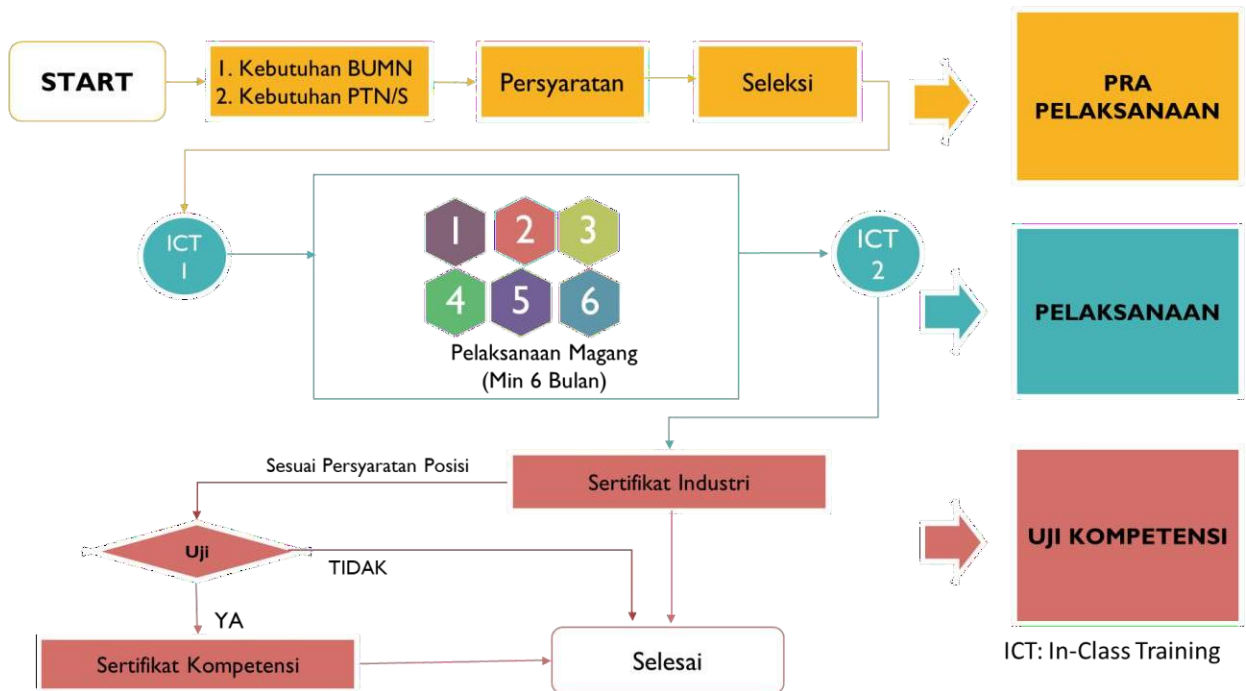 START
1. Kebutuhan BUMN
2. Kebutuhan PTN/S
Persyaratan
Seleksi
PRA
PELAKSANAAN
ICT
1
1
2
3
4
5
6
Pelaksanaan Magang
(Min 6 Bulan)
ICT
2
PELAKSANAAN
Sesuai Persyaratan Posisi
Sertifikat Industri
Uji
TIDAK
YA
UJI KOMPETENSI
Sertifikat Kompetensi
Selesai
ICT: In-Class Training